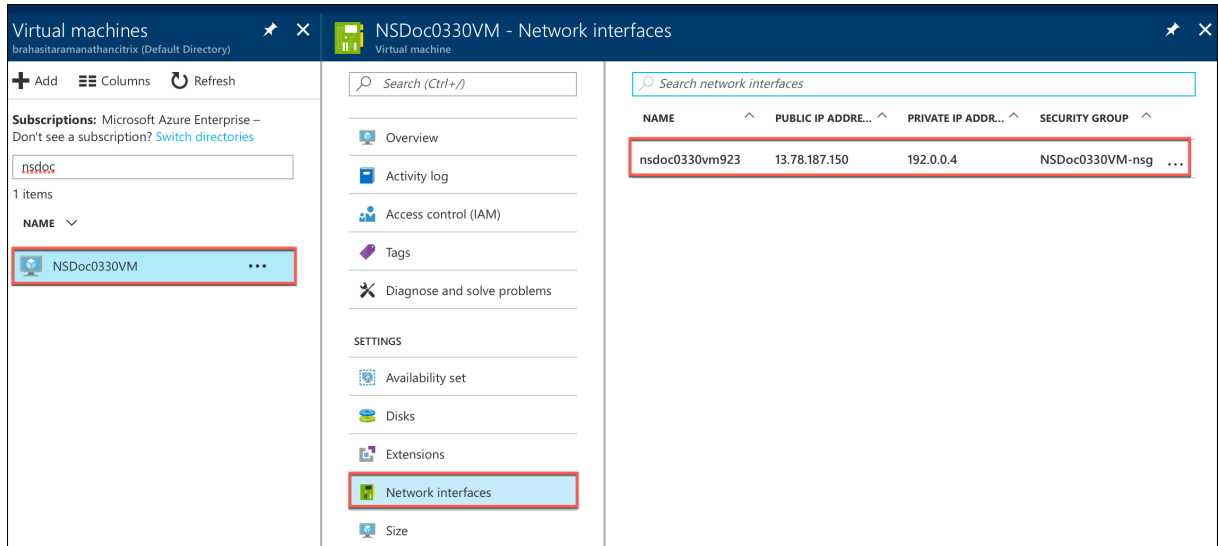 Virtual machines
brahasitaramanathancitrix (Default Directory)
Add Columns Refresh
Subscriptions: Microsoft Azure Enterprise –
Don't see a subscription? Switch directories
nsdoc
1 items
NAME
NSDoc0330VM ...
NSDoc0330VM - Network interfaces
Virtual machine
Search (Ctrl+/)
Overview
Activity log
Access control (IAM)
Tags
Diagnose and solve problems
SETTINGS
Availability set
Disks
Extensions
Network interfaces
Size
Search network interfaces
NAME PUBLIC IP ADDRE... PRIVATE IP ADDR... SECURITY GROUP
nsdoc0330vm923 13.78.187.150 192.0.0.4 NSDoc0330VM-nsg ...